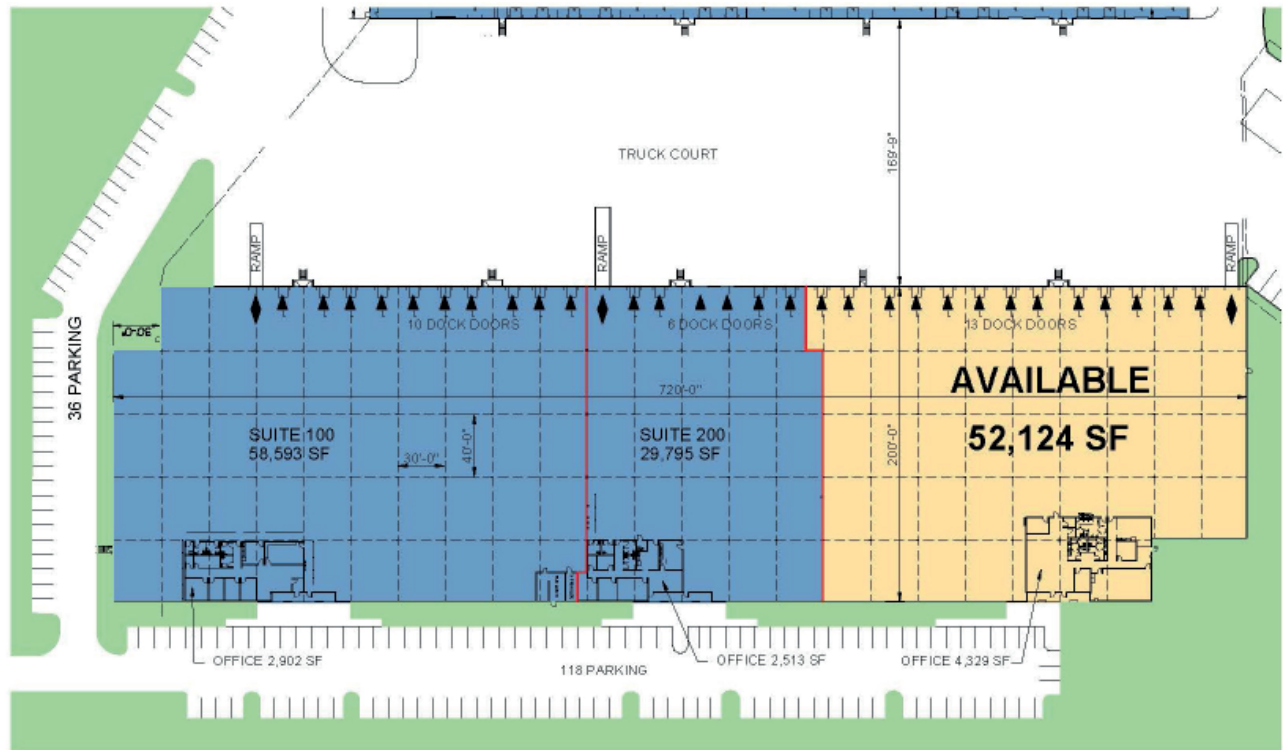 TRUCK COURT
169'-9"
RAMP
RAMP
RAMP
10 DOCK DOORS
6 DOCK DOORS
13 DOCK DOORS
30'-0"
36 PARKING
720'-0"
AVAILABLE
52,124 SF
SUITE 100
58,593 SF
30'-0"
40'-0"
SUITE 200
29,795 SF
200'-0"
OFFICE 2,902 SF
118 PARKING
OFFICE 2,513 SF
OFFICE 4,329 SF